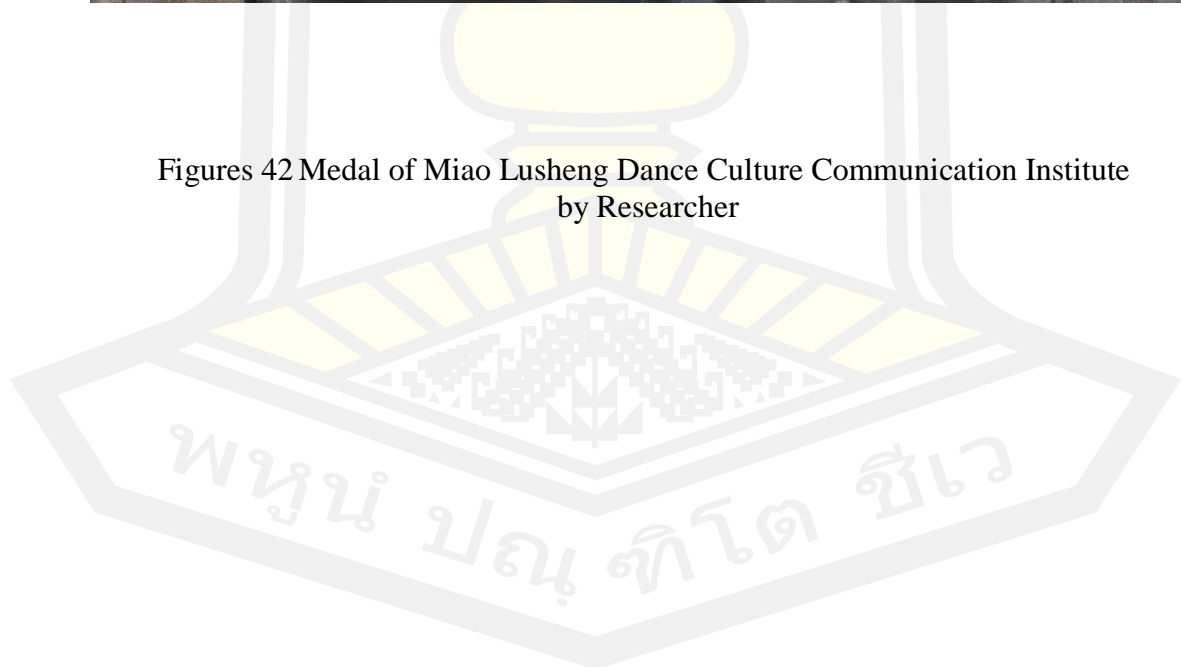 Figures 42 Medal of Miao Lusheng Dance Culture Communication Institute
by Researcher
พหูนํ ปณฺฑิโต ชีเว